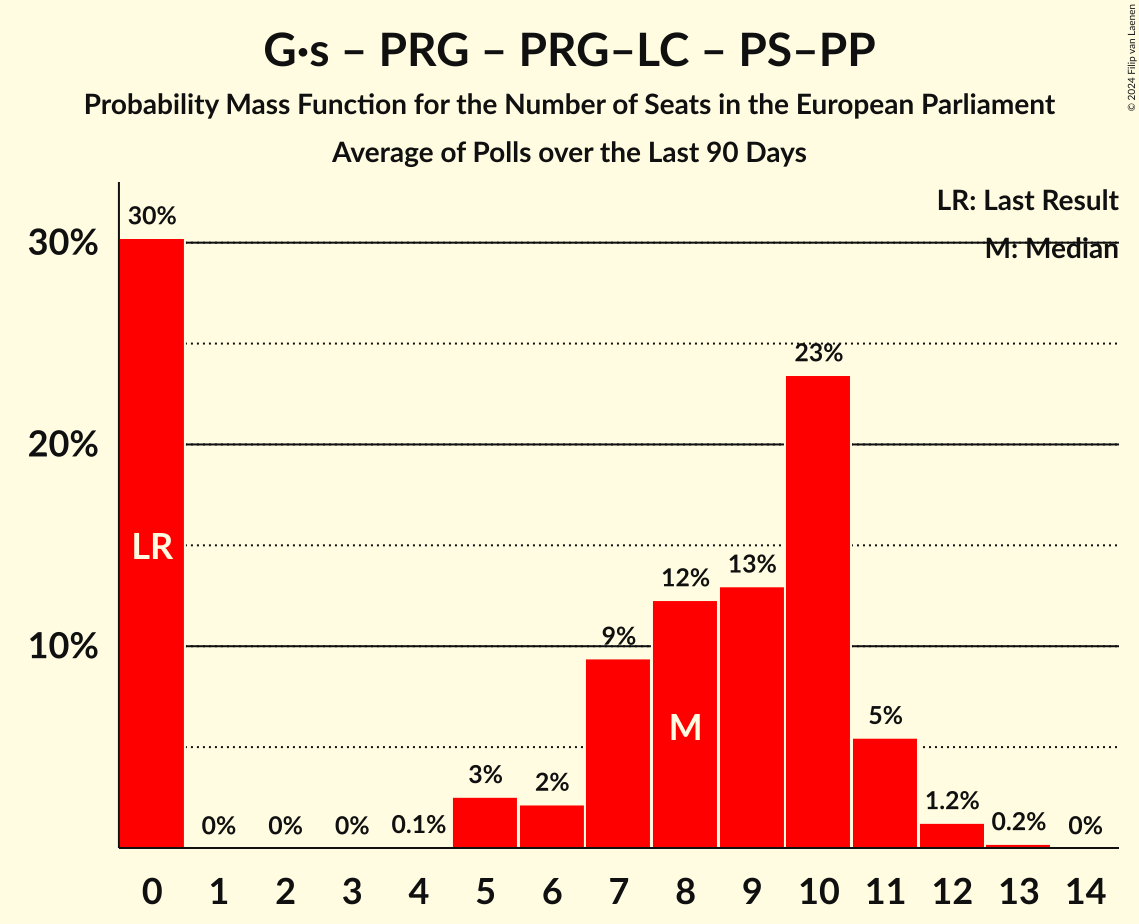 G·s – PRG – PRG–LC – PS–PP
Probability Mass Function for the Number of Seats in the European Parliament
Average of Polls over the Last 90 Days
© 2024 Filip van Laenen
LR: Last Result
M: Median
30%
20%
10%
30%
0%
0%
0%
0.1%
3%
2%
9%
12%
13%
23%
5%
1.2%
0.2%
0%
LR
M
0 1 2 3 4 5 6 7 8 9 10 11 12 13 14